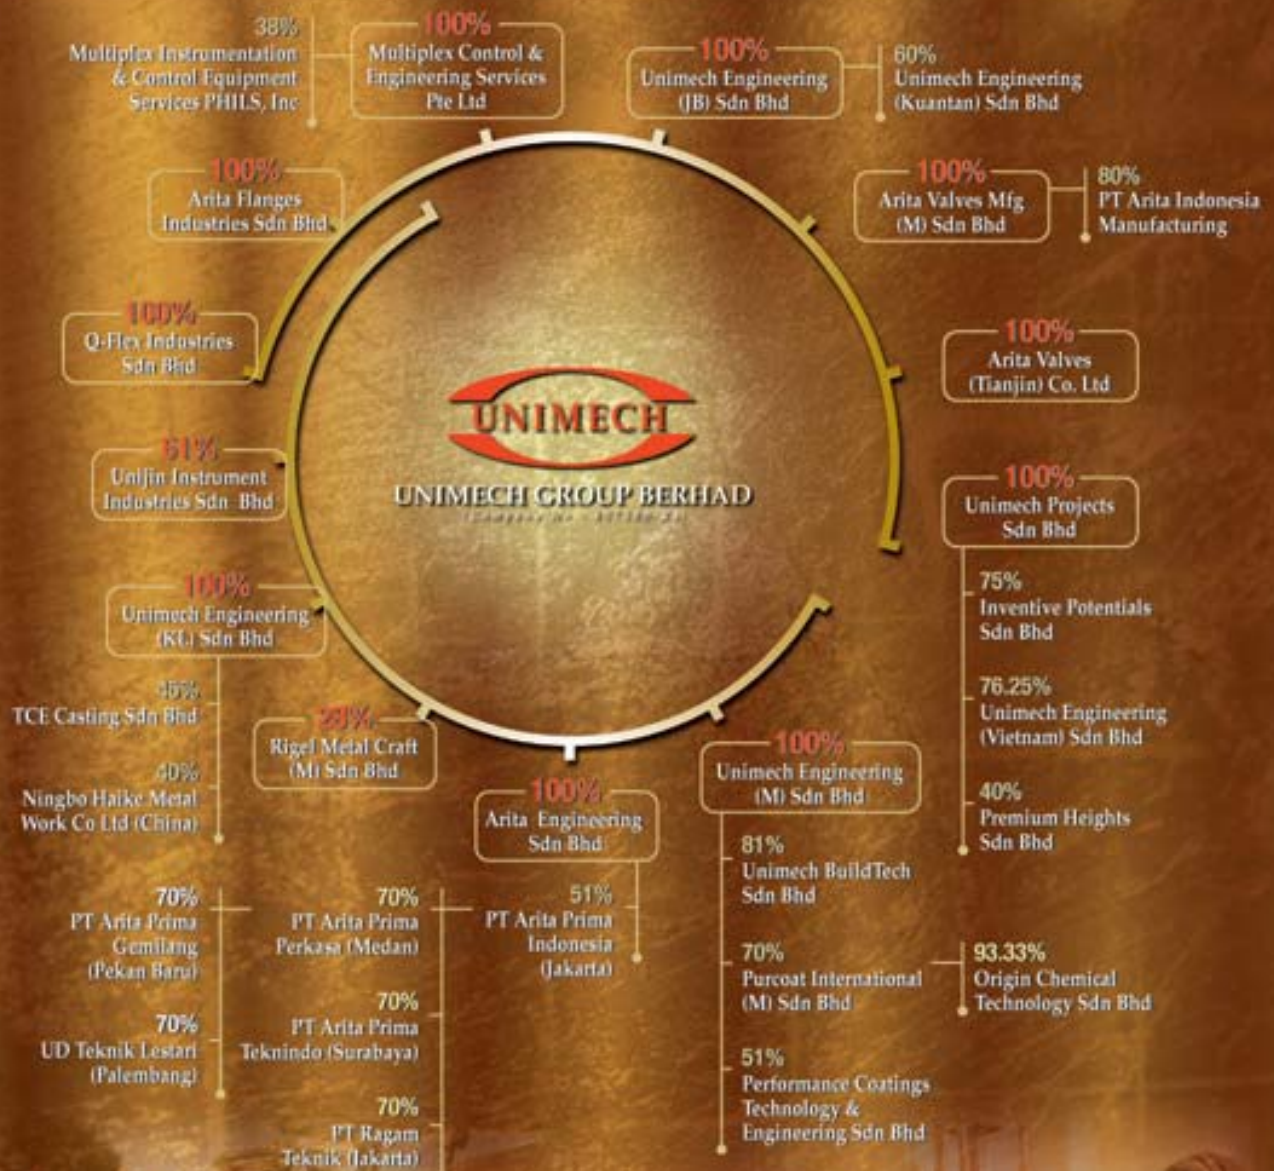 38%
Multiplex Instrumentation
& Control Equipment
Services PHILS, Inc
100%
Multiplex Control &
Engineering Services
Pte Ltd
100%
Unimech Engineering
(JB) Sdn Bhd
60%
Unimech Engineering
(Kuantan) Sdn Bhd
100%
Arita Flanges
Industries Sdn Bhd
100%
Arita Valves Mfg
(M) Sdn Bhd
80%
PT Arita Indonesia
Manufacturing
100%
Q-Flex Industries
Sdn Bhd
100%
Arita Valves
(Tianjin) Co. Ltd
UNIMECH
UNIMECH GROUP BERHAD
61%
Unijin Instrument
Industries Sdn Bhd
100%
Unimech Projects
Sdn Bhd
75%
Inventive Potentials
Sdn Bhd
76.25%
Unimech Engineering
(Vietnam) Sdn Bhd
40%
Premium Heights
Sdn Bhd
100%
Unimech Engineering
(KL) Sdn Bhd
TCE Casting Sdn Bhd
40%
Ningbo Haike Metal
Work Co Ltd (China)
Rigel Metal Craft
(M) Sdn Bhd
100%
Arita Engineering
Sdn Bhd
100%
Unimech Engineering
(M) Sdn Bhd
81%
Unimech BuildTech
Sdn Bhd
70%
Purcoat International
(M) Sdn Bhd
93.33%
Origin Chemical
Technology Sdn Bhd
51%
Performance Coatings
Technology &
Engineering Sdn Bhd
51%
PT Arita Prima
Indonesia
(Jakarta)
70%
PT Arita Prima
Perkasa (Medan)
70%
PT Arita Prima
Teknindo (Surabaya)
70%
PT Ragam
Teknik (Jakarta)
70%
PT Arita Prima
Gemilang
(Pekan Baru)
70%
UD Teknik Lestari
(Palembang)